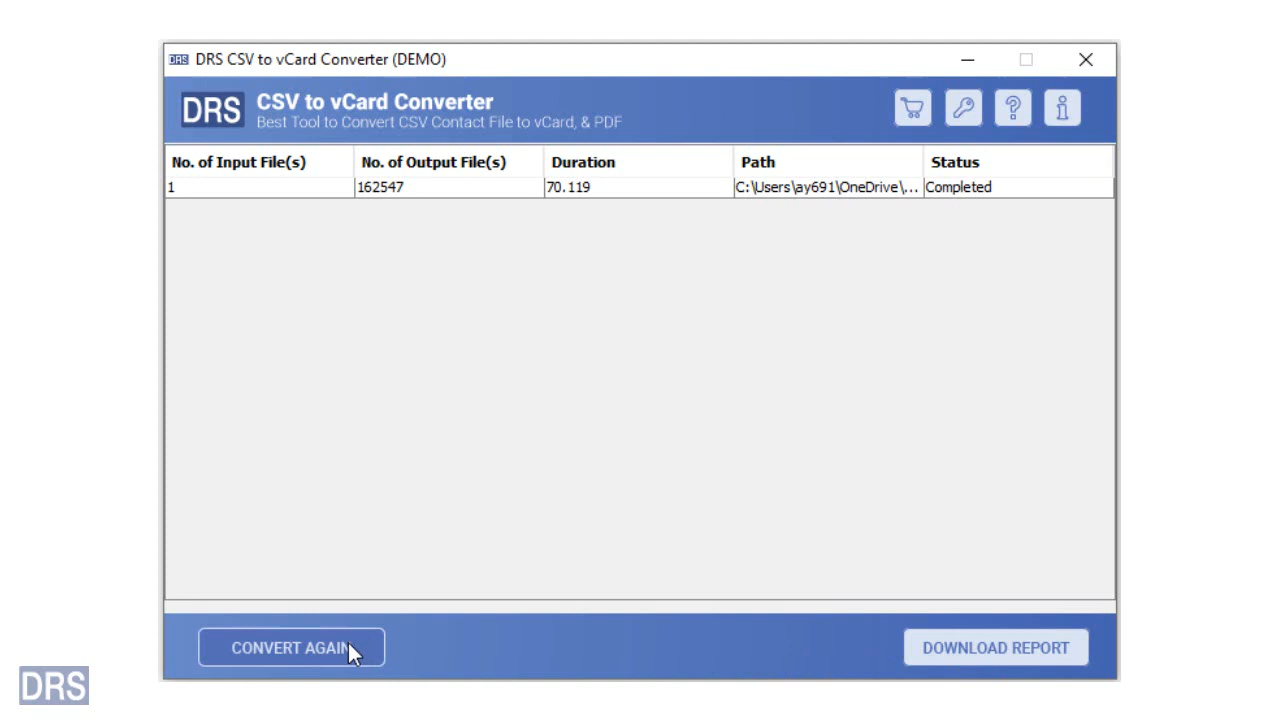 DRS DRS CSV to vCard Converter (DEMO)
DRS CSV to vCard Converter
Best Tool to Convert CSV Contact File to vCard, & PDF
No. of Input File(s) No. of Output File(s) Duration Path Status
1 162547 70.119 C:\Users\ay691\OneDrive\... Completed
CONVERT AGAIN DOWNLOAD REPORT
DRS